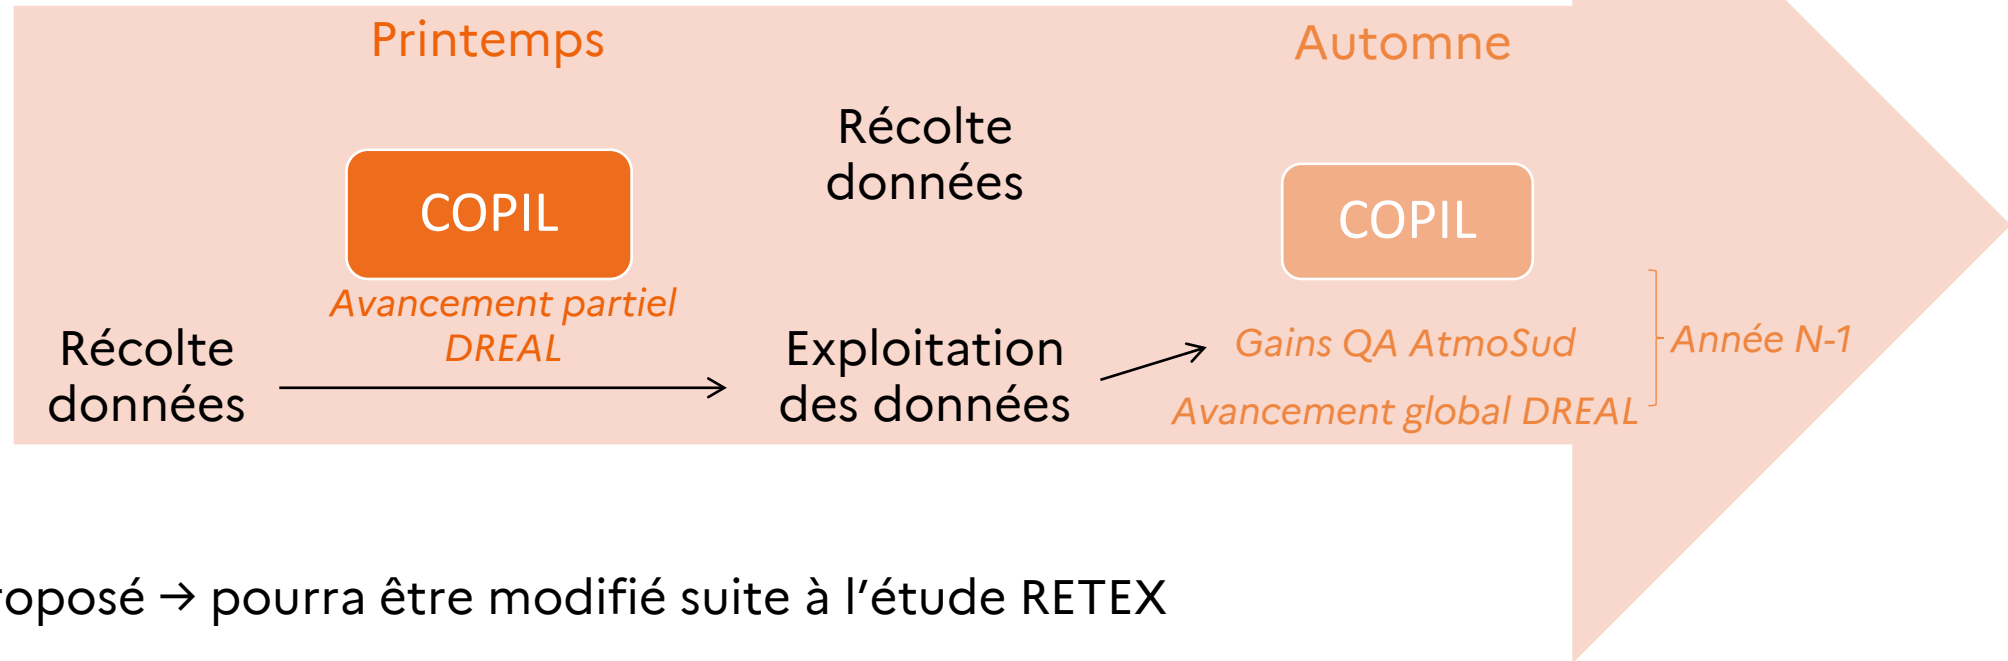 Printemps
Automne
Récolte
données
COPIL
COPIL
Avancement partiel
DREAL
Récolte
données
Exploitation
des données
Gains QA AtmoSud
Avancement global DREAL
Année N-1
→ pourra être modifié suite à l'étude RETEX